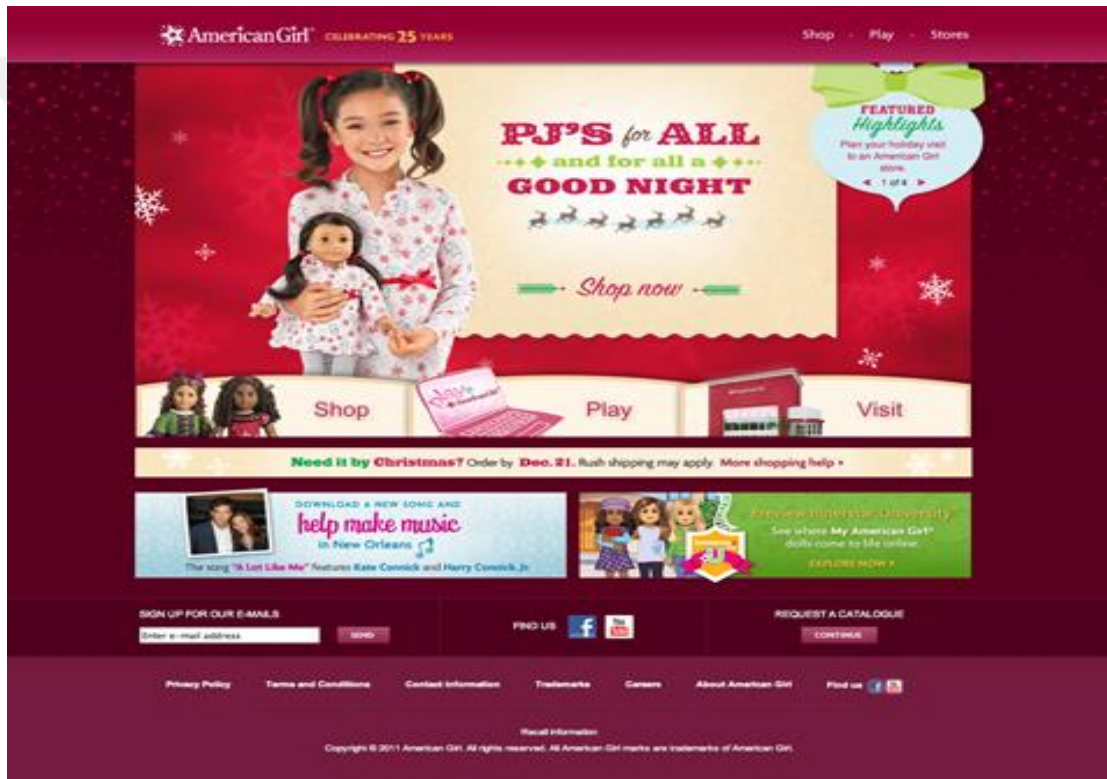 American Girl® CELEBRATING 25 YEARS
Shop · Play · Stores
PJ'S for ALL
and for all a
GOOD NIGHT
Shop now
FEATURED
Highlights
Plan your holiday visit
to an American Girl
store.
1 of 4
Shop
Play
Visit
Need it by Christmas? Order by Dec. 21. Rush shipping may apply. More shopping help
DOWNLOAD A NEW SONG AND
help make music
in New Orleans
The song "A Lot Like Me" features Kate Connick and Harry Connick, Jr.
Preview Innerstar University
See where My American Girl®
dolls come to life online.
EXPLORE NOW
U
SIGN UP FOR OUR E-MAILS
Enter e-mail address
SEND
FIND US
f
You
Tube
REQUEST A CATALOGUE
CONTINUE
Privacy Policy
Terms and Conditions
Contact Information
Trademarks
Careers
About American Girl
Find us
Recall Information
Copyright © 2011 American Girl. All rights reserved. All American Girl marks are trademarks of American Girl.